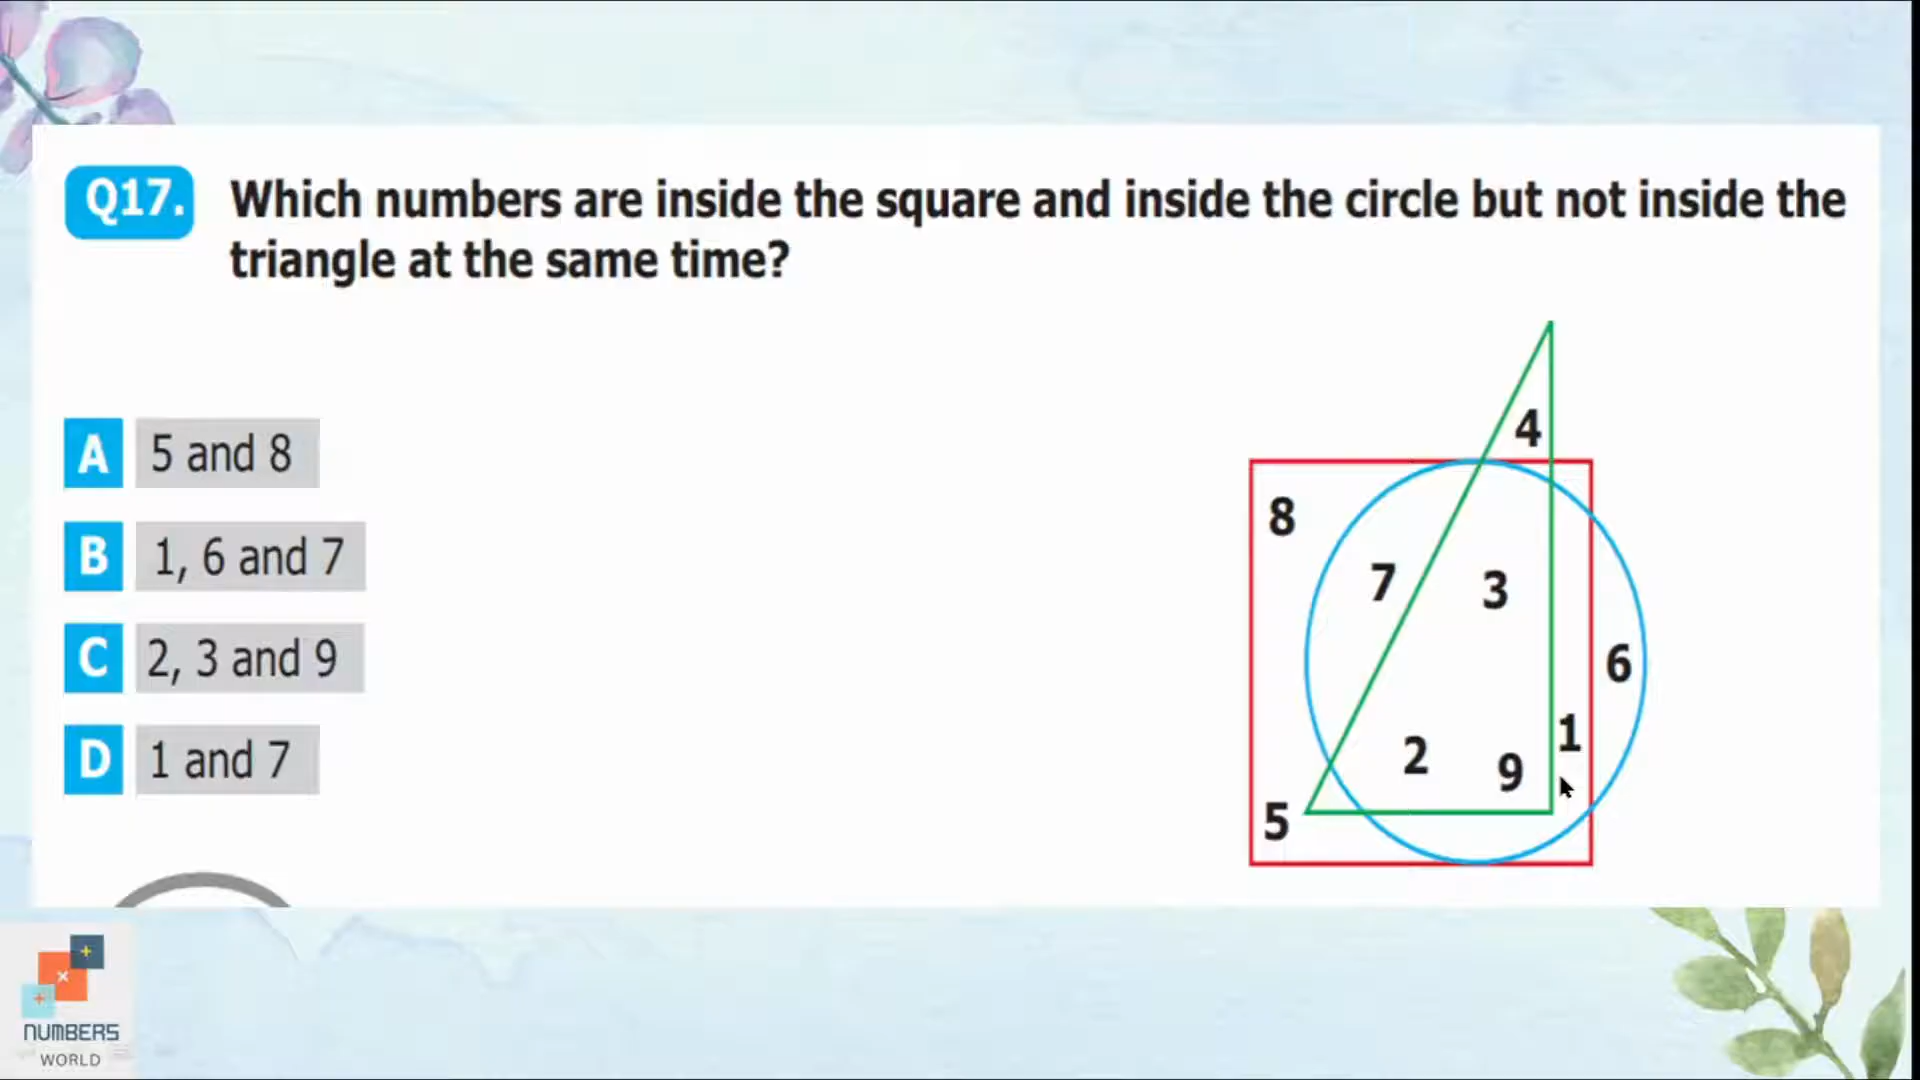 Q17. Which numbers are inside the square and inside the circle but not inside the
triangle at the same time?
A 5 and 8
B 1, 6 and 7
C 2, 3 and 9
D 1 and 7
4
8
7
3
6
1
2
9
5
+
×
+
NUMBERS
WORLD